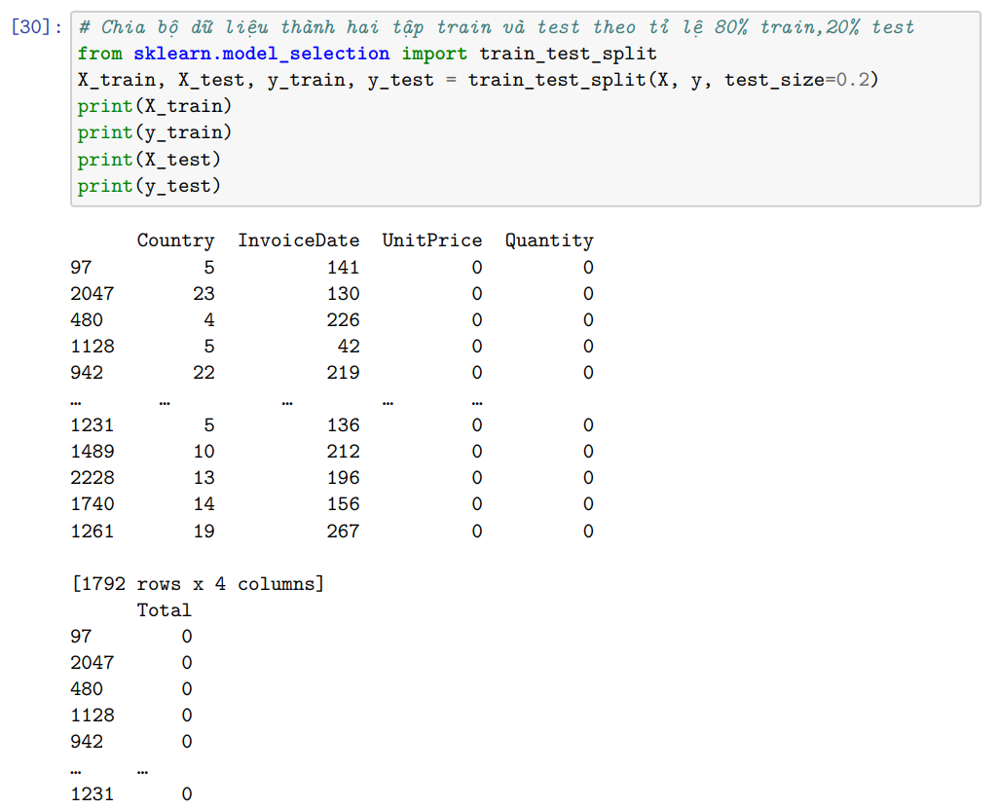 [30]: # Chia bộ dữ liệu thành hai tập train và test theo tỉ lệ 80% train,20% test
from sklearn.model_selection import train_test_split
X_train, X_test, y_train, y_test = train_test_split(X, y, test_size=0.2)
print(X_train)
print(y_train)
print(X_test)
print(y_test)
Country InvoiceDate UnitPrice Quantity
97 5 141 0 0
2047 23 130 0 0
480 4 226 0 0
1128 5 42 0 0
942 22 219 0 0
… … … … …
1231 5 136 0 0
1489 10 212 0 0
2228 13 196 0 0
1740 14 156 0 0
1261 19 267 0 0
[1792 rows x 4 columns]
Total
97 0
2047 0
480 0
1128 0
942 0
… …
1231 0